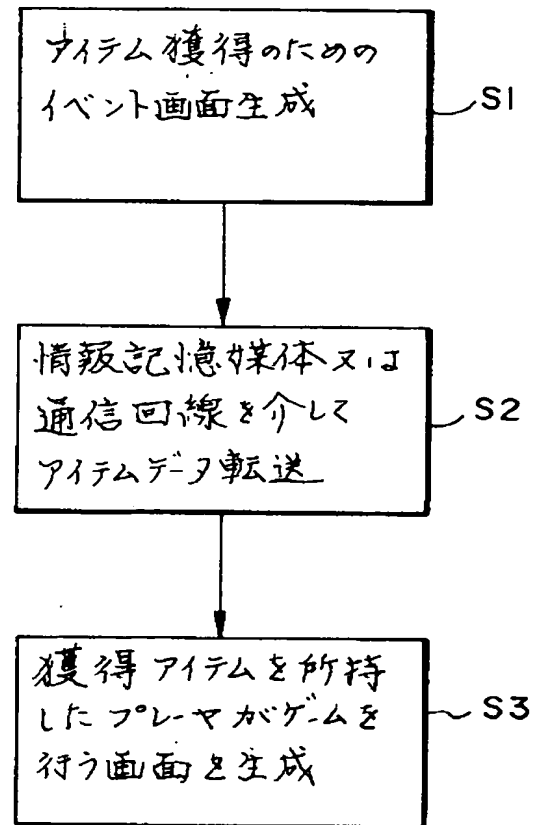 アイテム獲得のための
イベント画面生成
S1
情報記憶媒体又は
通信回線を介して
アイテムデータ転送
S2
獲得アイテムを所持
したプレーヤがゲームを
行う画面を生成
S3